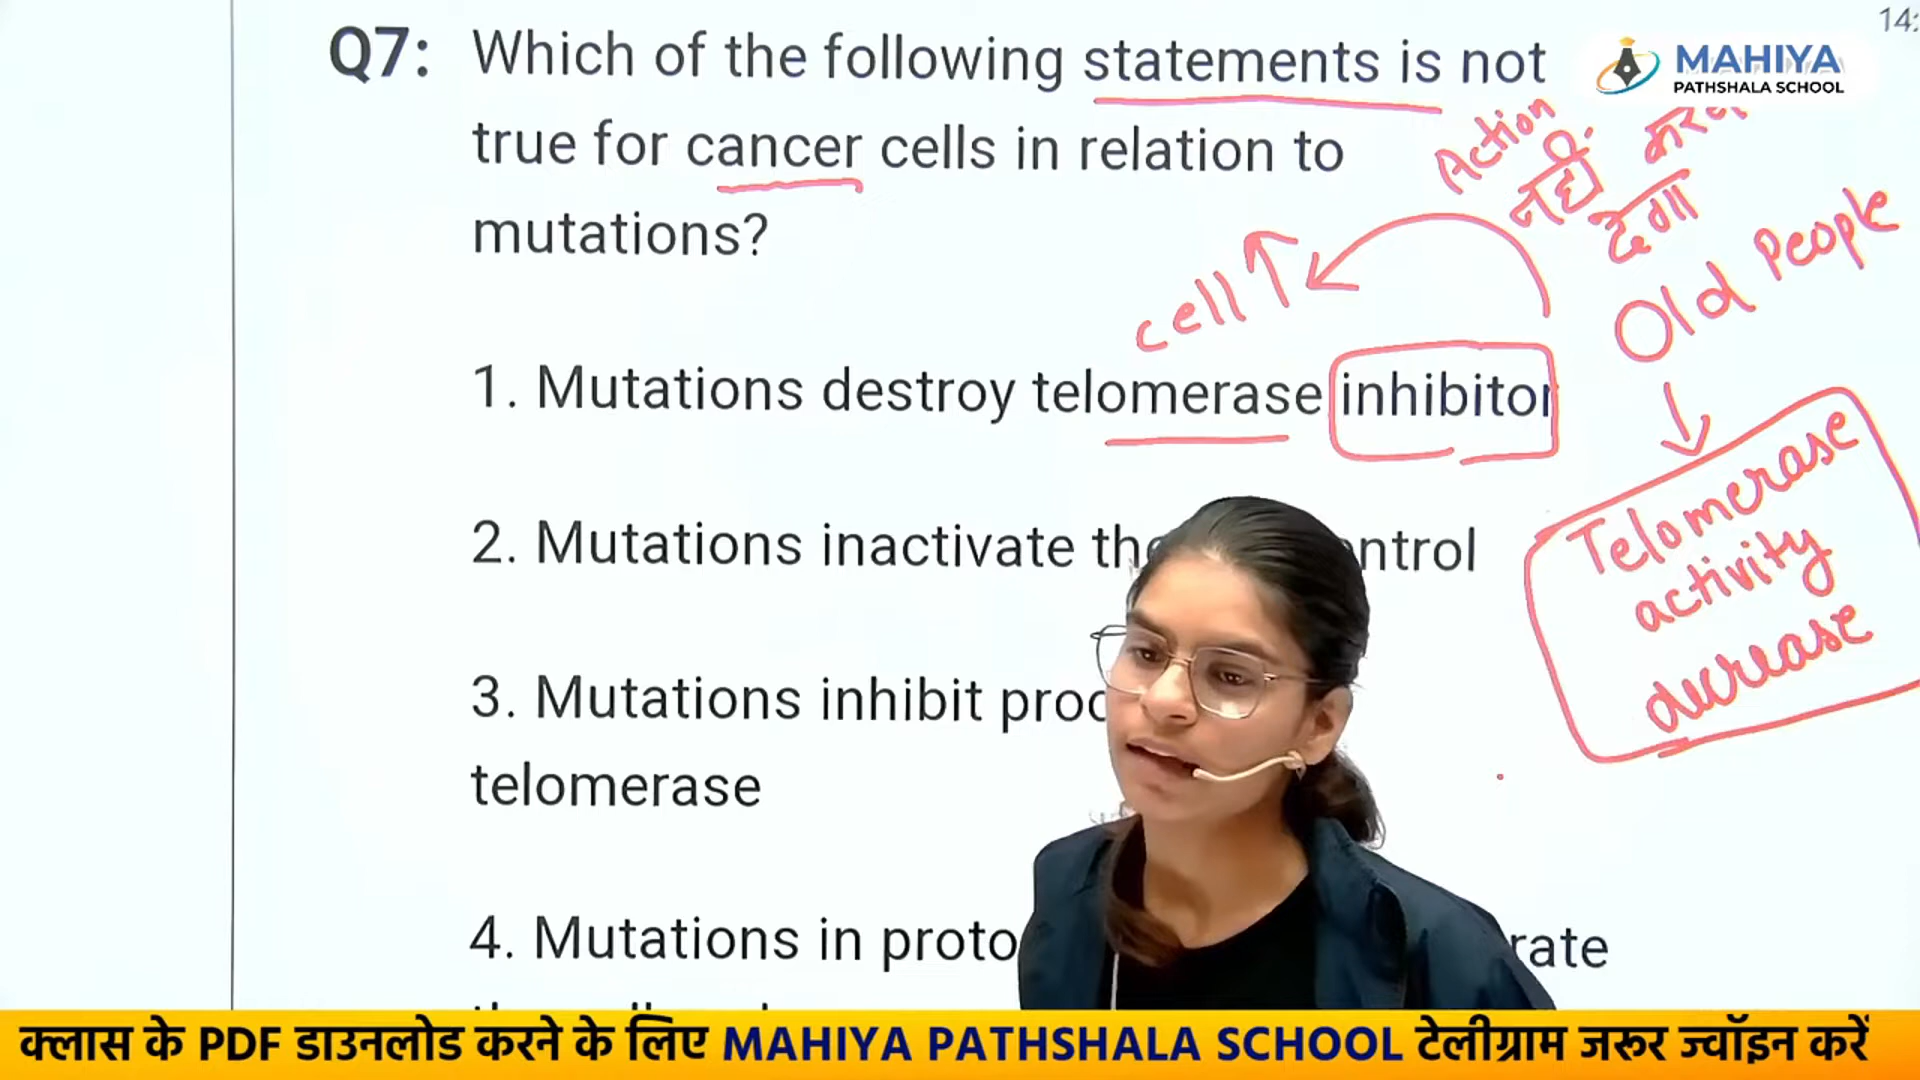 14:
MAHIYA
PATHSHALA SCHOOL
Q7: Which of the following statements is not
true for cancer cells in relation to
mutations?
Action
नही
करने
देगा
Old People
cell↑
1. Mutations destroy telomerase inhibitor
Telomerase
activity
decrease
2. Mutations inactivate the ntrol
3. Mutations inhibit
telomerase
4. Mutations in proto rate
क्लास के PDF डाउनलोड करने के लिए MAHIYA PATHSHALA SCHOOL टेलीग्राम जरूर ज्वॉइन करें